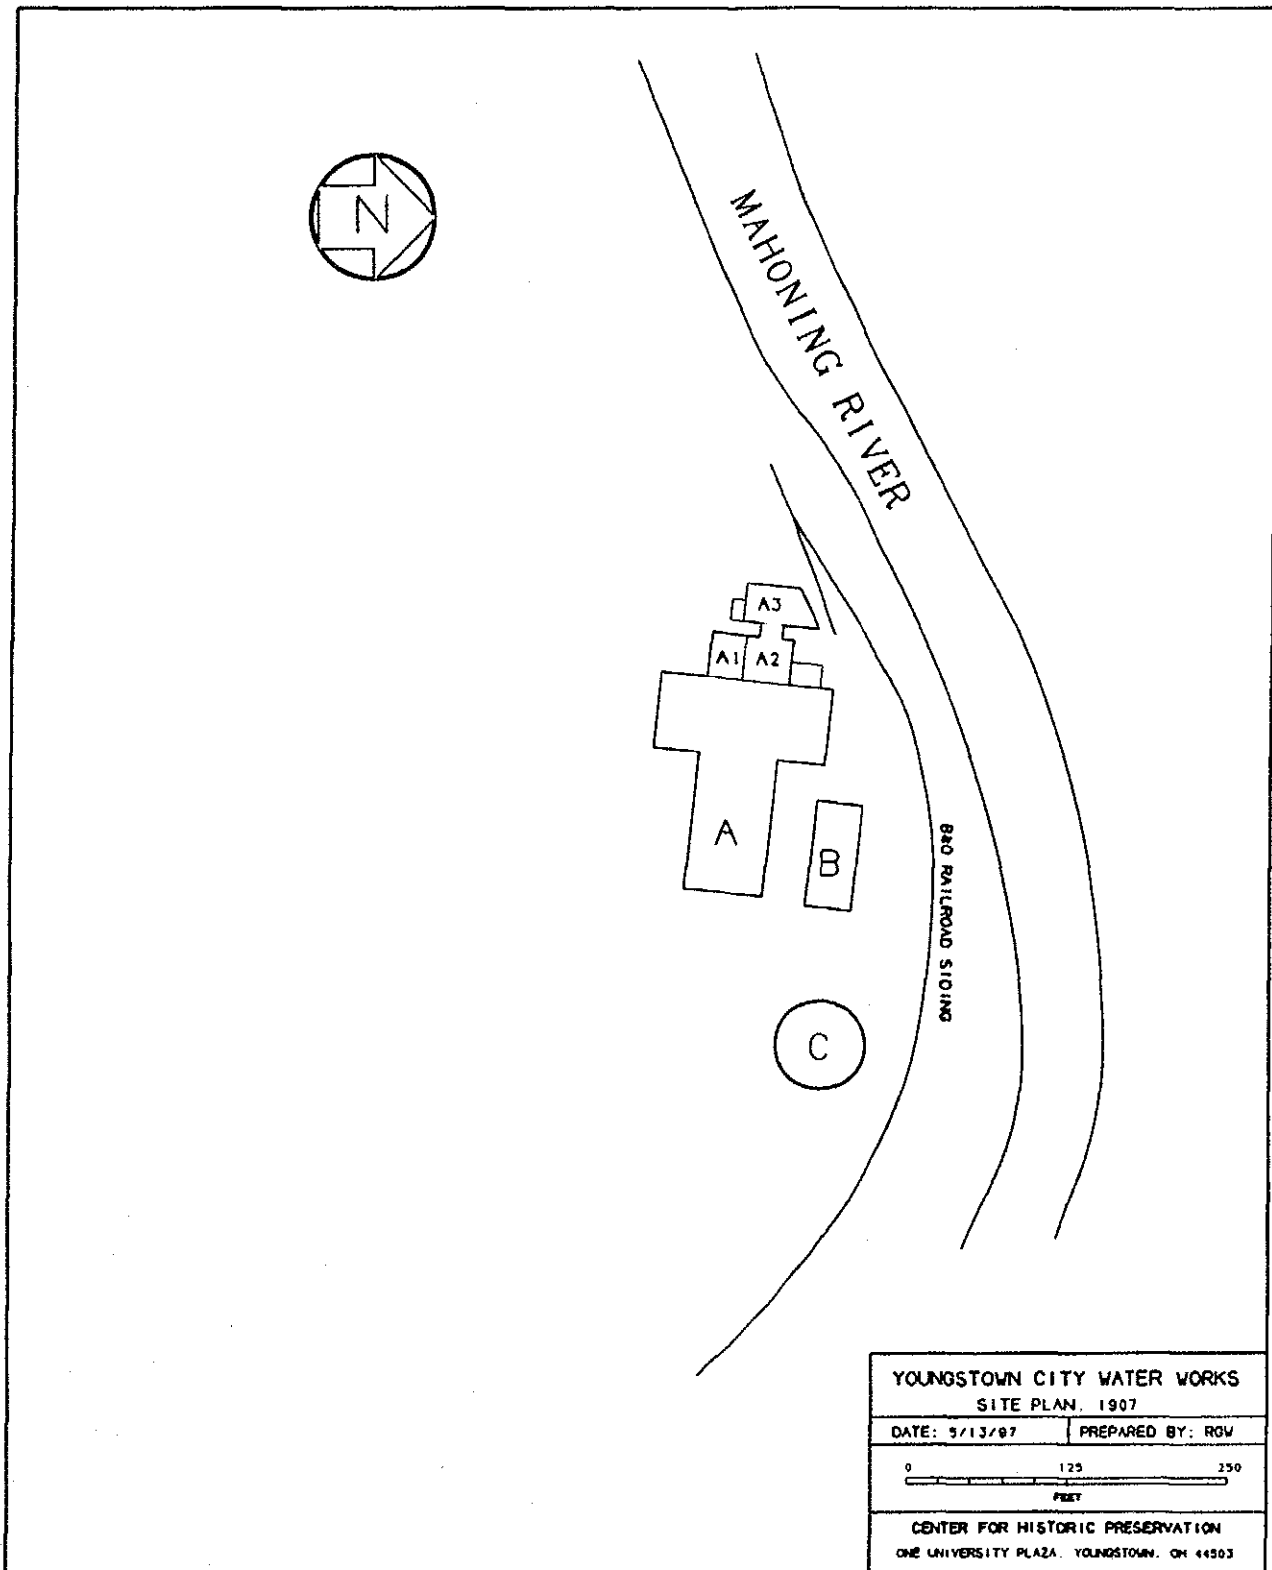 N
MAHONING RIVER
A3
A1
A2
A
B
B&O RAILROAD SIDING
C
YOUNGSTOWN CITY WATER WORKS
SITE PLAN, 1907
DATE: 5/13/97
PREPARED BY: RGW
0 125 250
FEET
CENTER FOR HISTORIC PRESERVATION
ONE UNIVERSITY PLAZA, YOUNGSTOWN, OH 44503